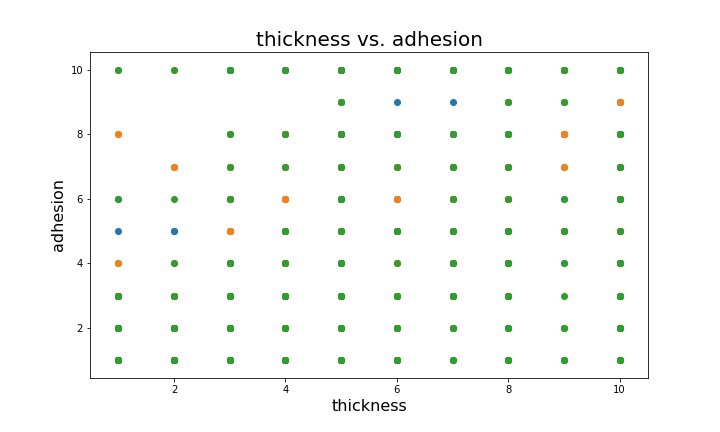 thickness vs. adhesion
10
8
6
4
2
adhesion
2 4 6 8 10
thickness